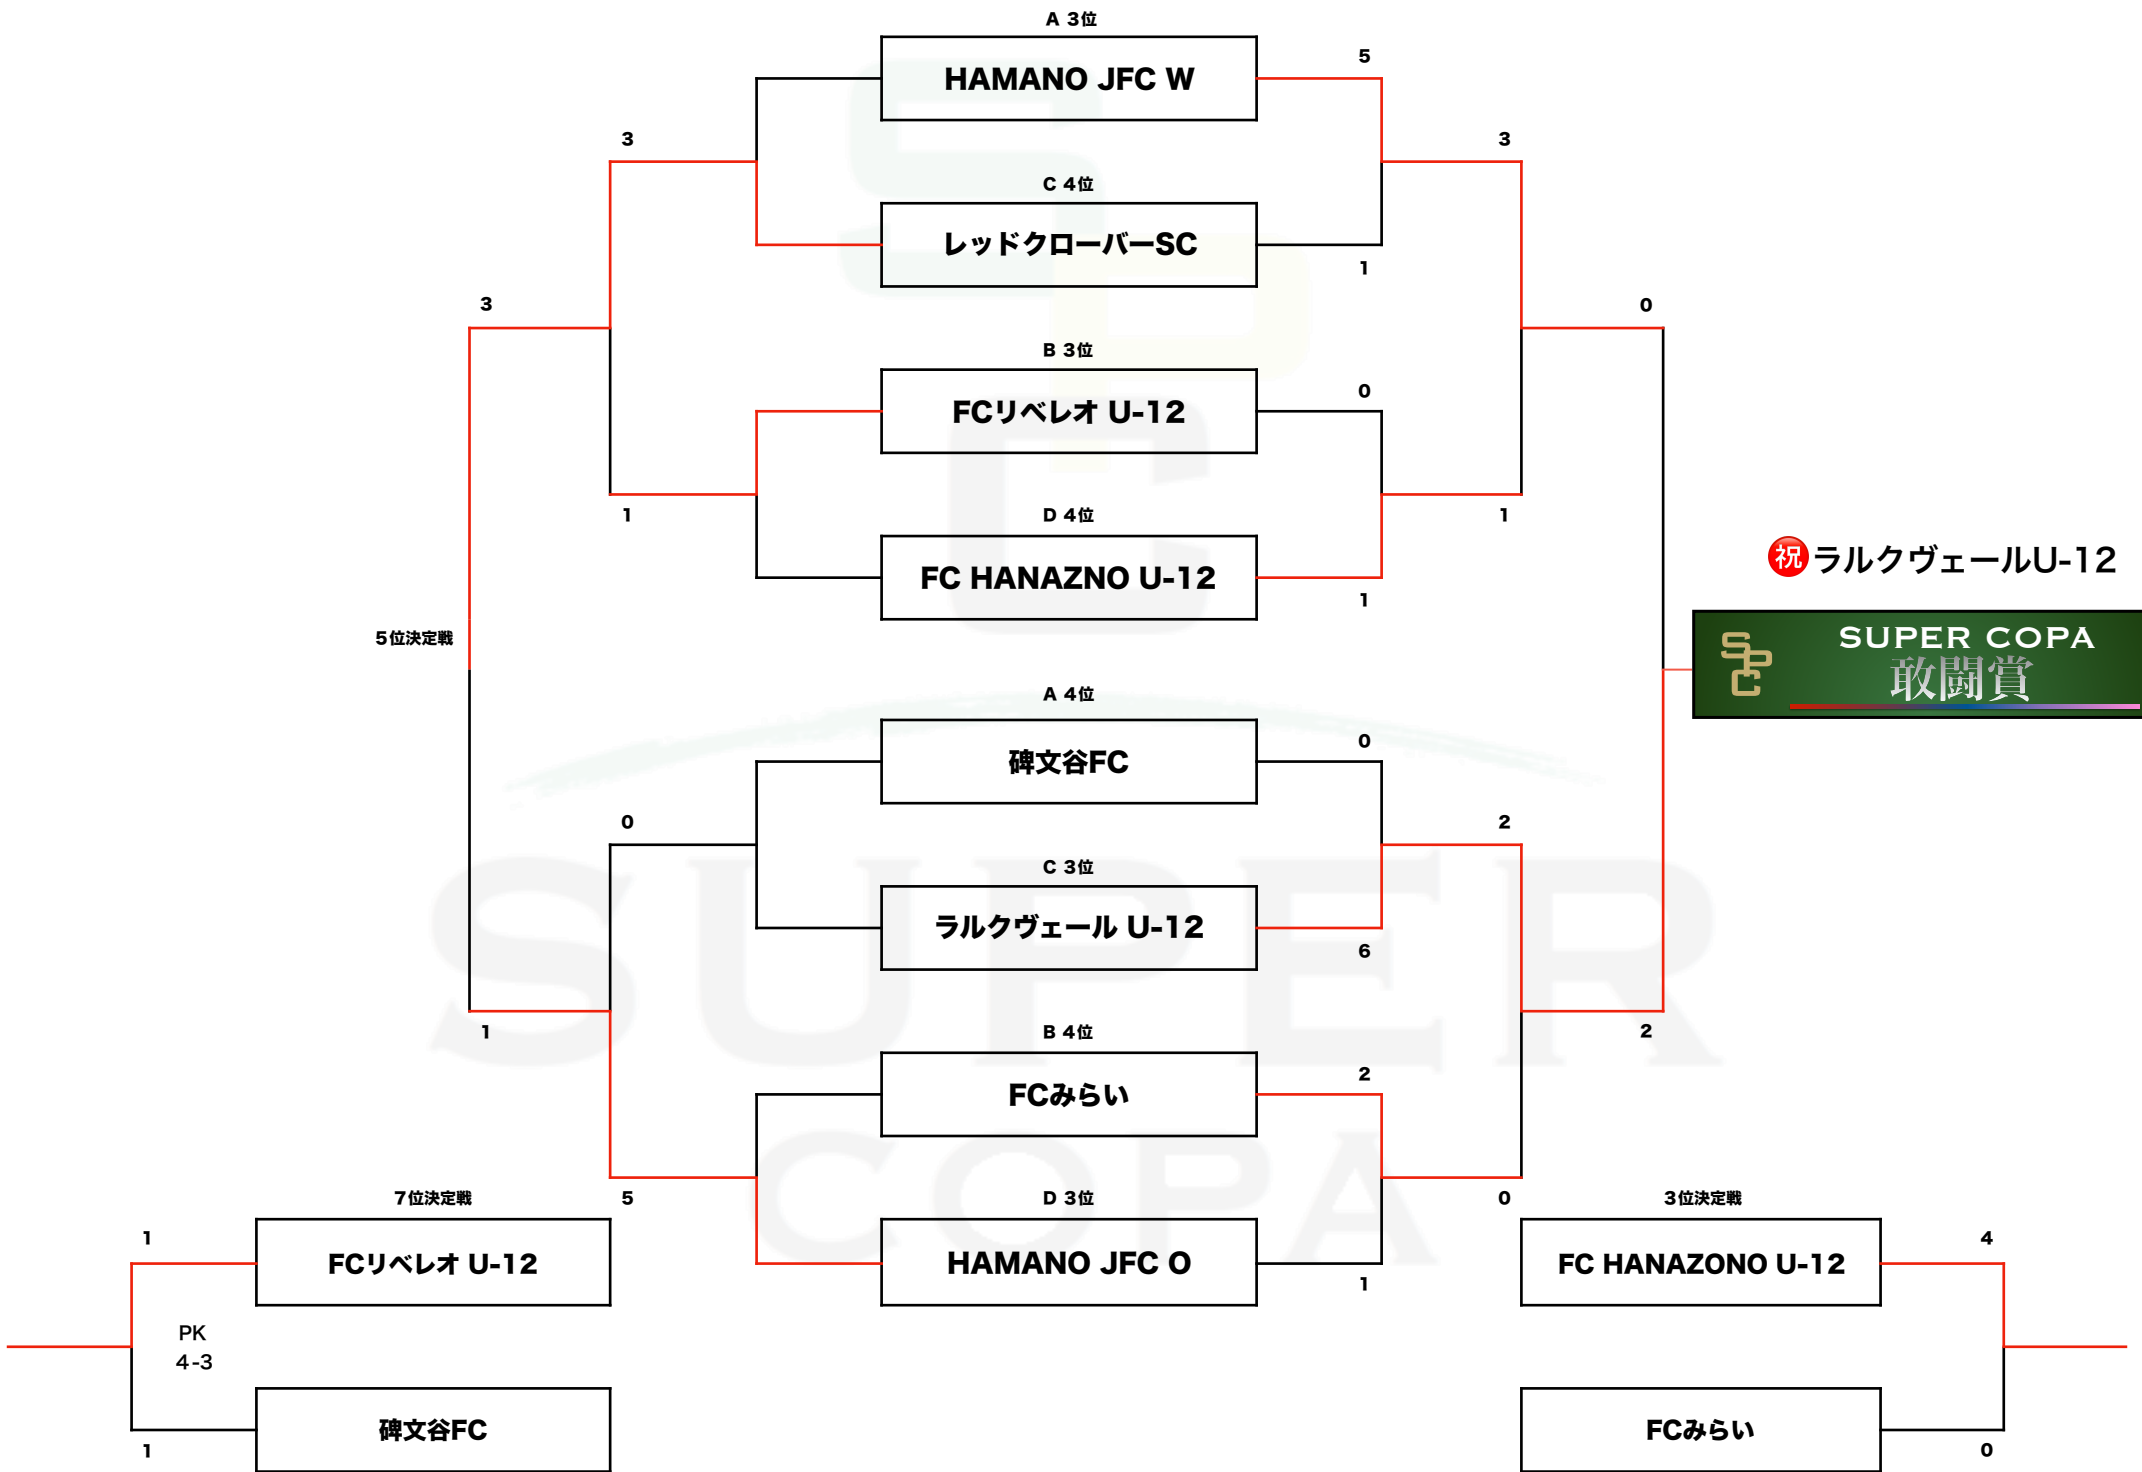 A 3位
HAMANO JFC W
5
3
3
C 4位
レッドクローバーSC
1
3
0
B 3位
FCリベレオ U-12
0
1
D 4位
1
FC HANAZNO U-12
1
祝ラルクヴェールU-12
5位決定戦
SPC
SUPER COPA
敢闘賞
A 4位
碑文谷FC
0
0
2
C 3位
ラルクヴェール U-12
6
1
B 4位
2
FCみらい
2
7位決定戦
5
D 3位
0
3位決定戦
1
FCリベレオ U-12
HAMANO JFC O
1
FC HANAZONO U-12
4
PK
4-3
碑文谷FC
1
FCみらい
0
SPC
SUPER
COPA